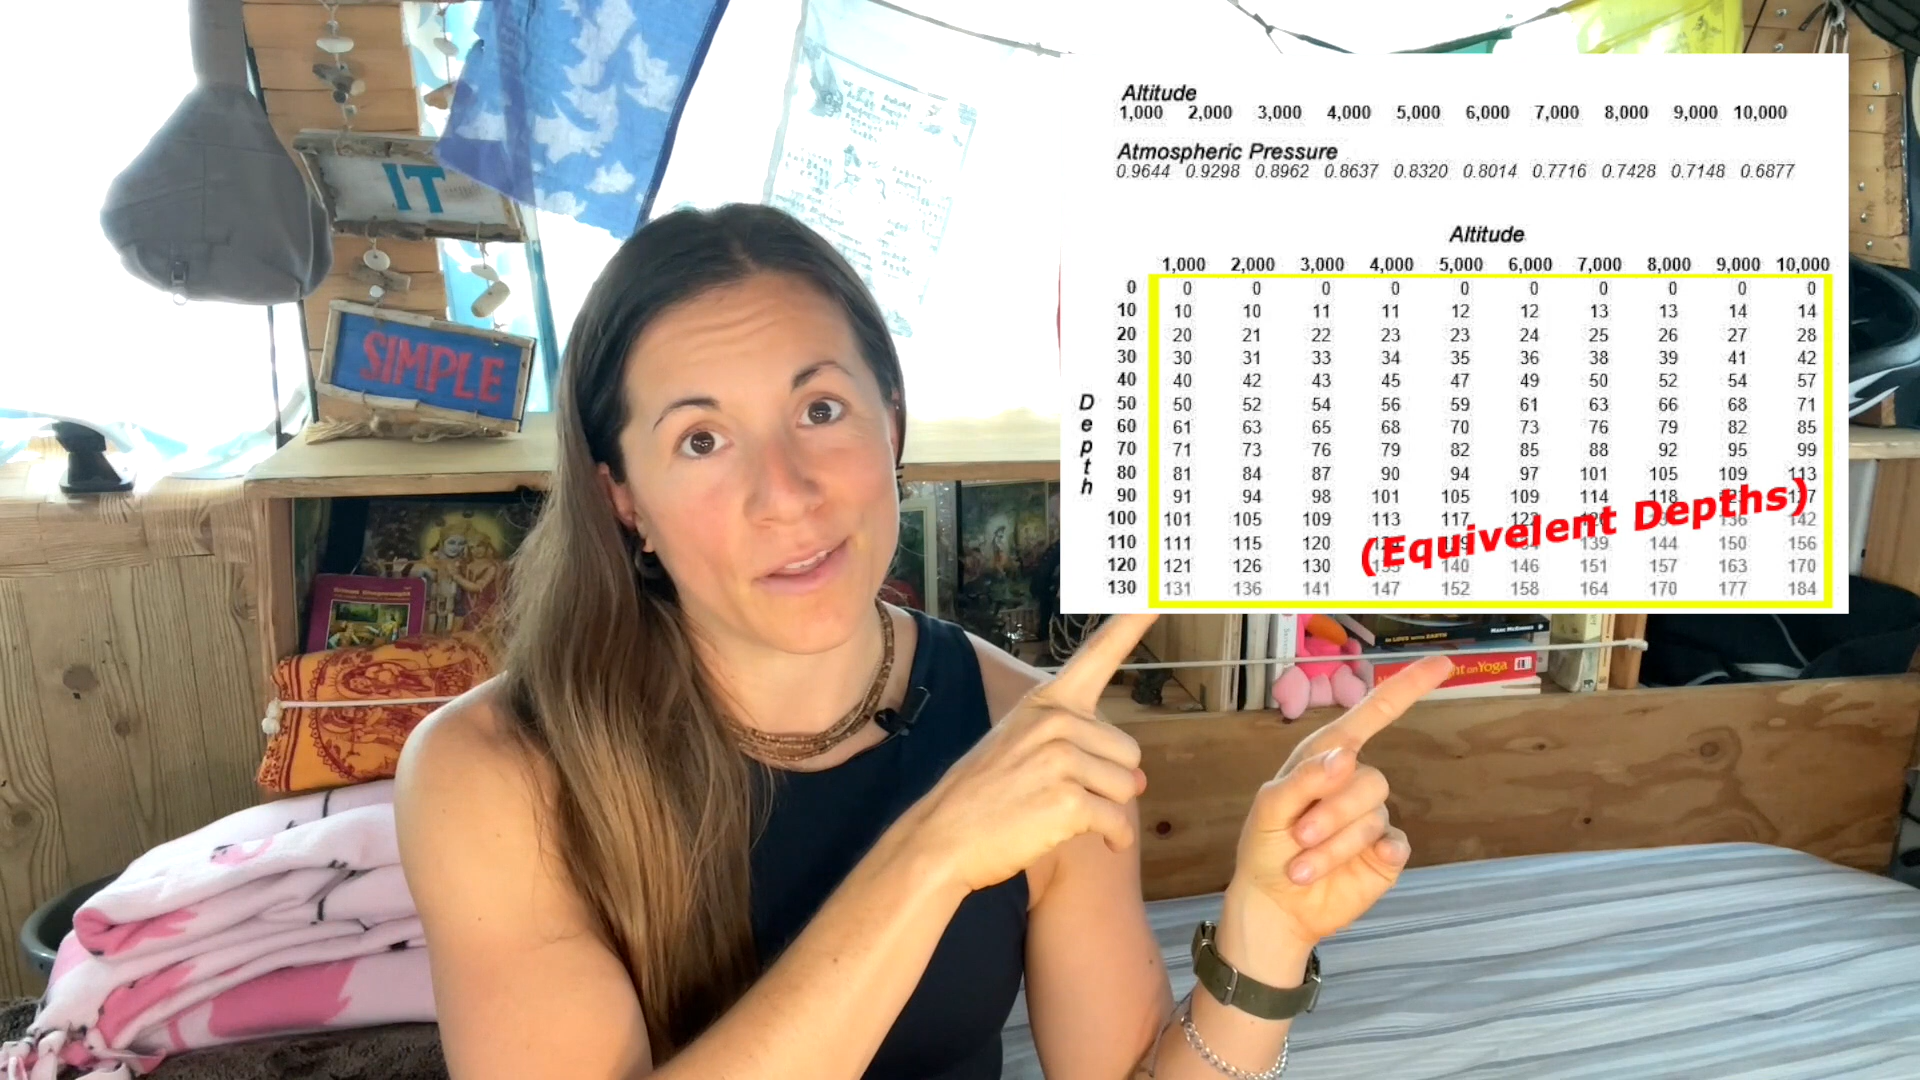 IT
SIMPLE
Altitude
1,000 2,000 3,000 4,000 5,000 6,000 7,000 8,000 9,000 10,000
Atmospheric Pressure
0.9644 0.9298 0.8962 0.8637 0.8320 0.8014 0.7716 0.7428 0.7148 0.6877
Altitude
1,000 2,000 3,000 4,000 5,000 6,000 7,000 8,000 9,000 10,000
Depth
0 0 0 0 0 0 0 0 0 0 0
10 10 10 11 11 12 12 13 13 14 14
20 20 21 22 23 23 24 25 26 27 28
30 30 31 33 34 35 36 38 39 41 42
40 40 42 43 45 47 49 50 52 54 57
50 50 52 54 56 59 61 63 66 68 71
60 61 63 65 68 70 73 76 79 82 85
70 71 73 76 79 82 85 88 92 95 99
80 81 84 87 90 94 97 101 105 109 113
90 91 94 98 101 105 109 114 118
100 101 105 109 113 117 136 142
110 111 115 120 139 144 150 156
120 121 126 130 140 146 151 157 163 170
130 131 136 141 147 152 158 164 170 177 184
(Equivelent Depths)
IN LOVE WITH EARTH
ht on Yoga